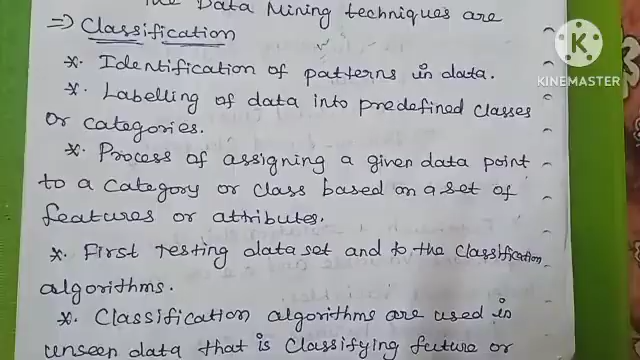 The Data Mining techniques are
=> Classification
*. Identification of patterns in data.
*. Labelling of data into predefined classes
or categories.
*. Process of assigning a given data point
to a category or class based on a set of
features or attributes.
*. First testing data set and to the classification
algorithms.
*. Classification algorithms are used in
unseen data that is classifying future or
KINEMASTER